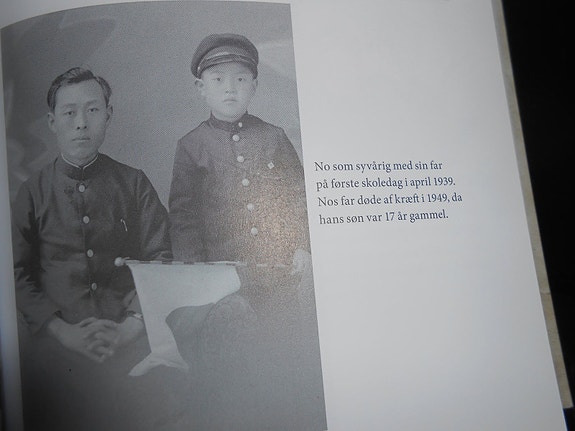 No som syvårig med sin far
på første skoledag i april 1939.
Nos far døde af kræft i 1949, da
hans søn var 17 år gammel.